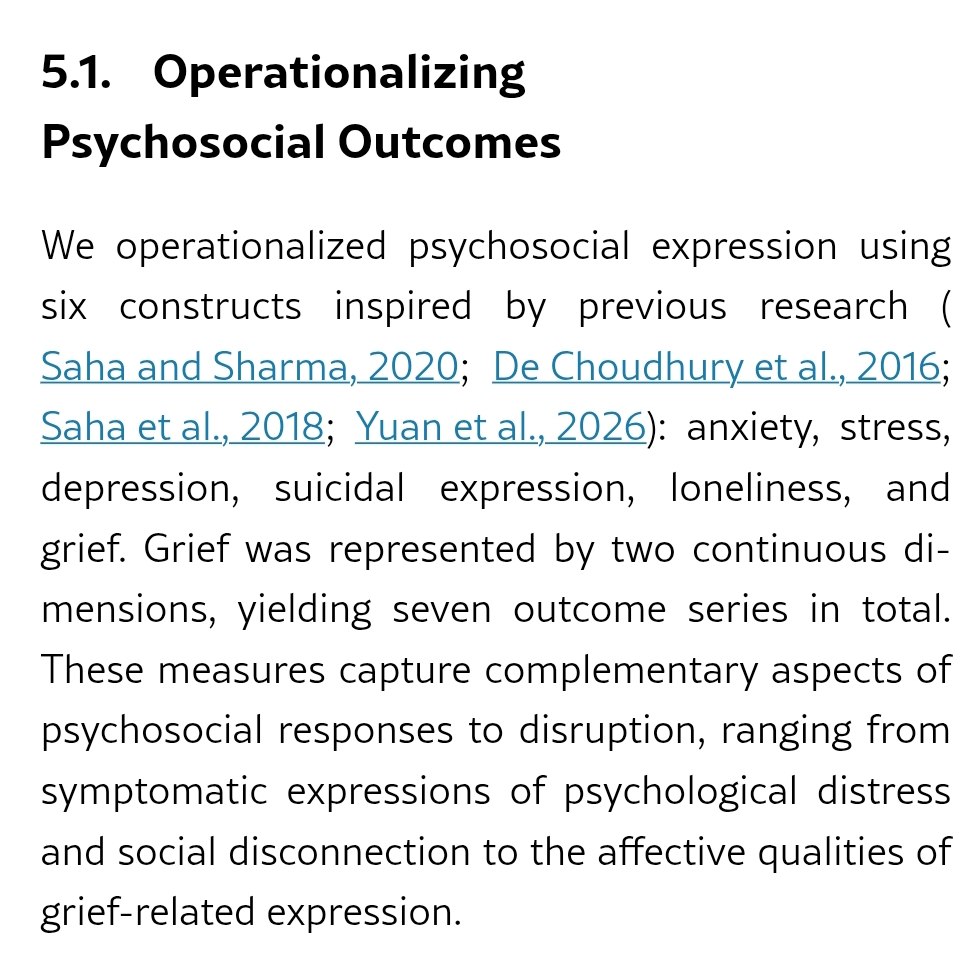 5.1. Operationalizing
Psychosocial Outcomes
We operationalized psychosocial expression using
six constructs inspired by previous research (
Saha and Sharma, 2020; De Choudhury et al., 2016;
Saha et al., 2018; Yuan et al., 2026): anxiety, stress,
depression, suicidal expression, loneliness, and
grief. Grief was represented by two continuous di-
mensions, yielding seven outcome series in total.
These measures capture complementary aspects of
psychosocial responses to disruption, ranging from
symptomatic expressions of psychological distress
and social disconnection to the affective qualities of
grief-related expression.